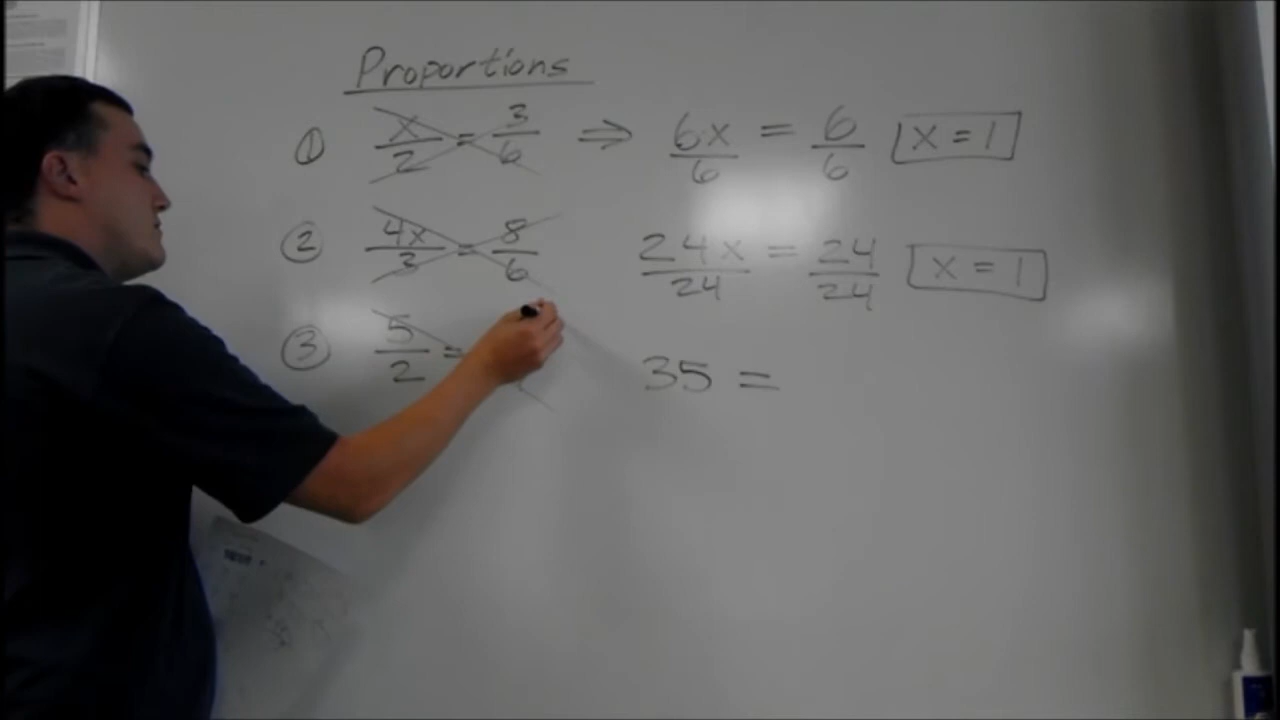 Proportions
① x/2 = 3/6 ⇒ 6x/6 = 6/6 x = 1
② 4x/3 = 8/6 24x/24 = 24/24 x = 1
③ 5/2 = 35 =